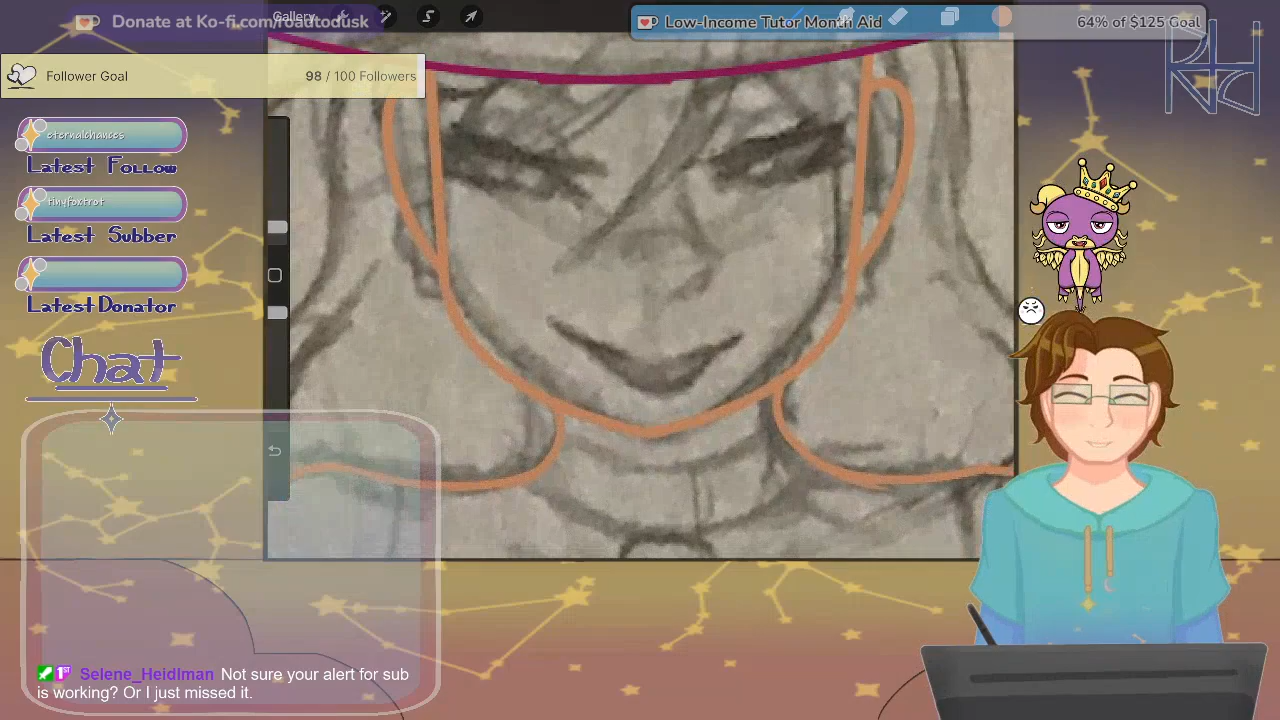 Donate at Ko-fi.com/roadtodusk
Gallery
Low-Income Tutor Month Aid
64% of $125 Goal
Follower Goal
98 / 100 Followers
eternalchances
Latest Follow
tinyfoxtrot
Latest Subber
Latest Donator
Chat
1ST Selene_Heidlman Not sure your alert for sub
is working? Or I just missed it.